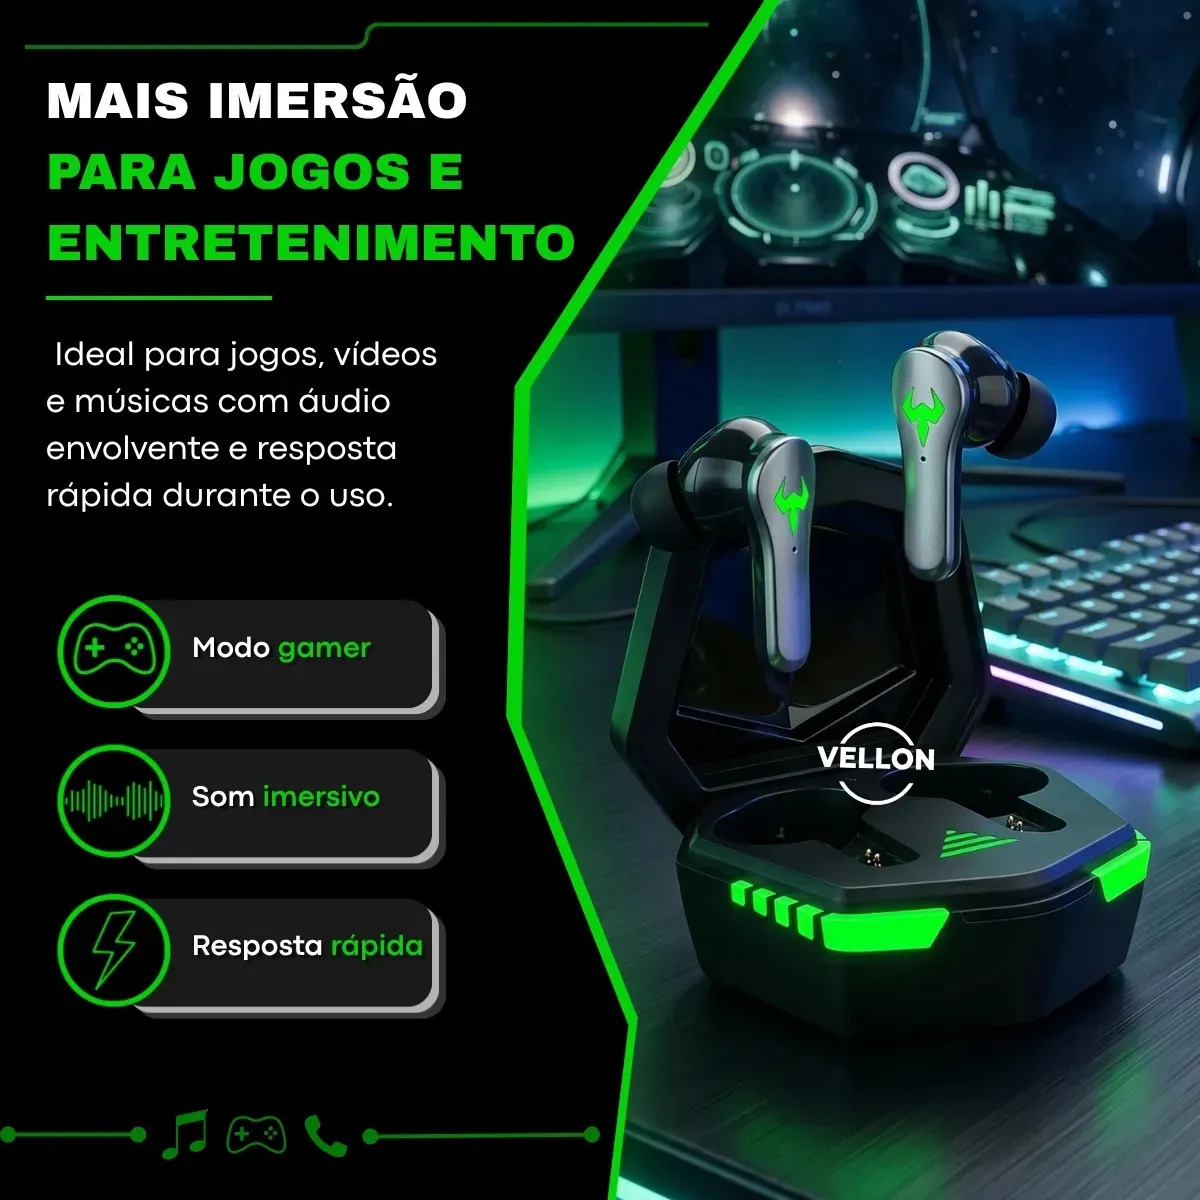 MAIS IMERSÃO
PARA JOGOS E
ENTRETENIMENTO
Ideal para jogos, vídeos
e músicas com áudio
envolvente e resposta
rápida durante o uso.
Modo gamer
Som imersivo
Resposta rápida
VELLON